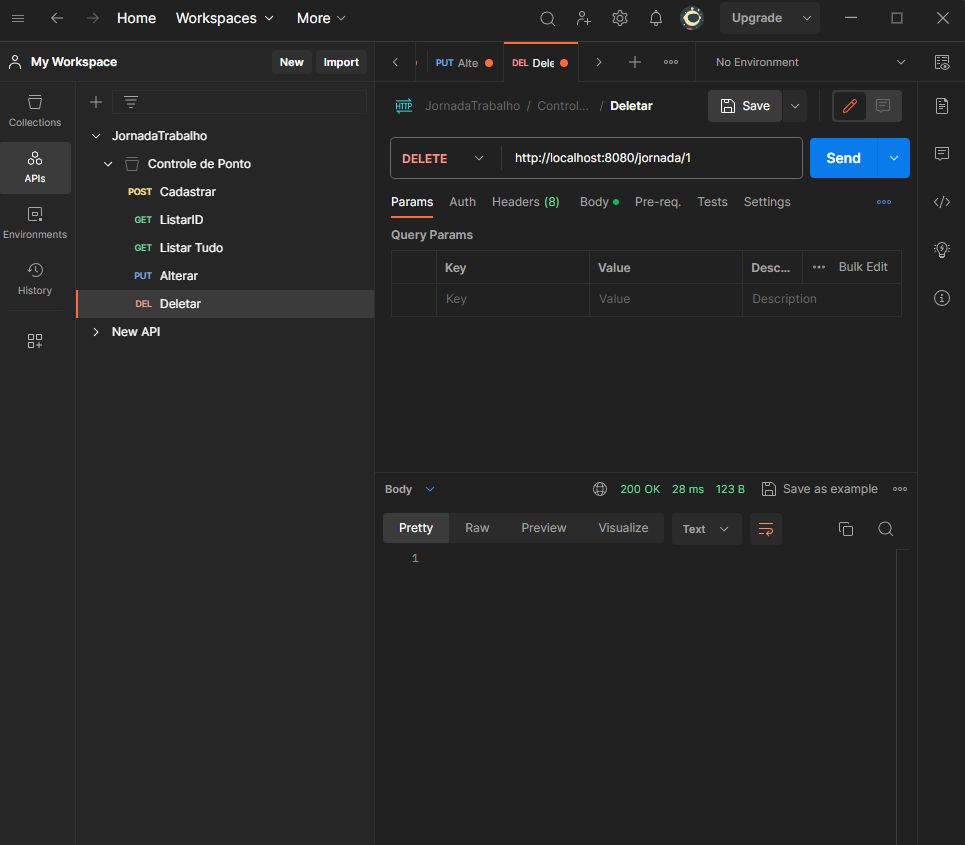 Home Workspaces More Upgrade
My Workspace New Import PUT Alte DEL Dele No Environment
Collections
APIs
Environments
History
JornadaTrabalho
Controle de Ponto
POST Cadastrar
GET ListarID
GET Listar Tudo
PUT Alterar
DEL Deletar
New API
HTTP JornadaTrabalho / Control... / Deletar Save
DELETE http://localhost:8080/jornada/1 Send
Params Auth Headers (8) Body Pre-req. Tests Settings
Query Params
Key Value Desc... Bulk Edit
Key Value Description
Body 200 OK 28 ms 123 B Save as example
Pretty Raw Preview Visualize Text
1